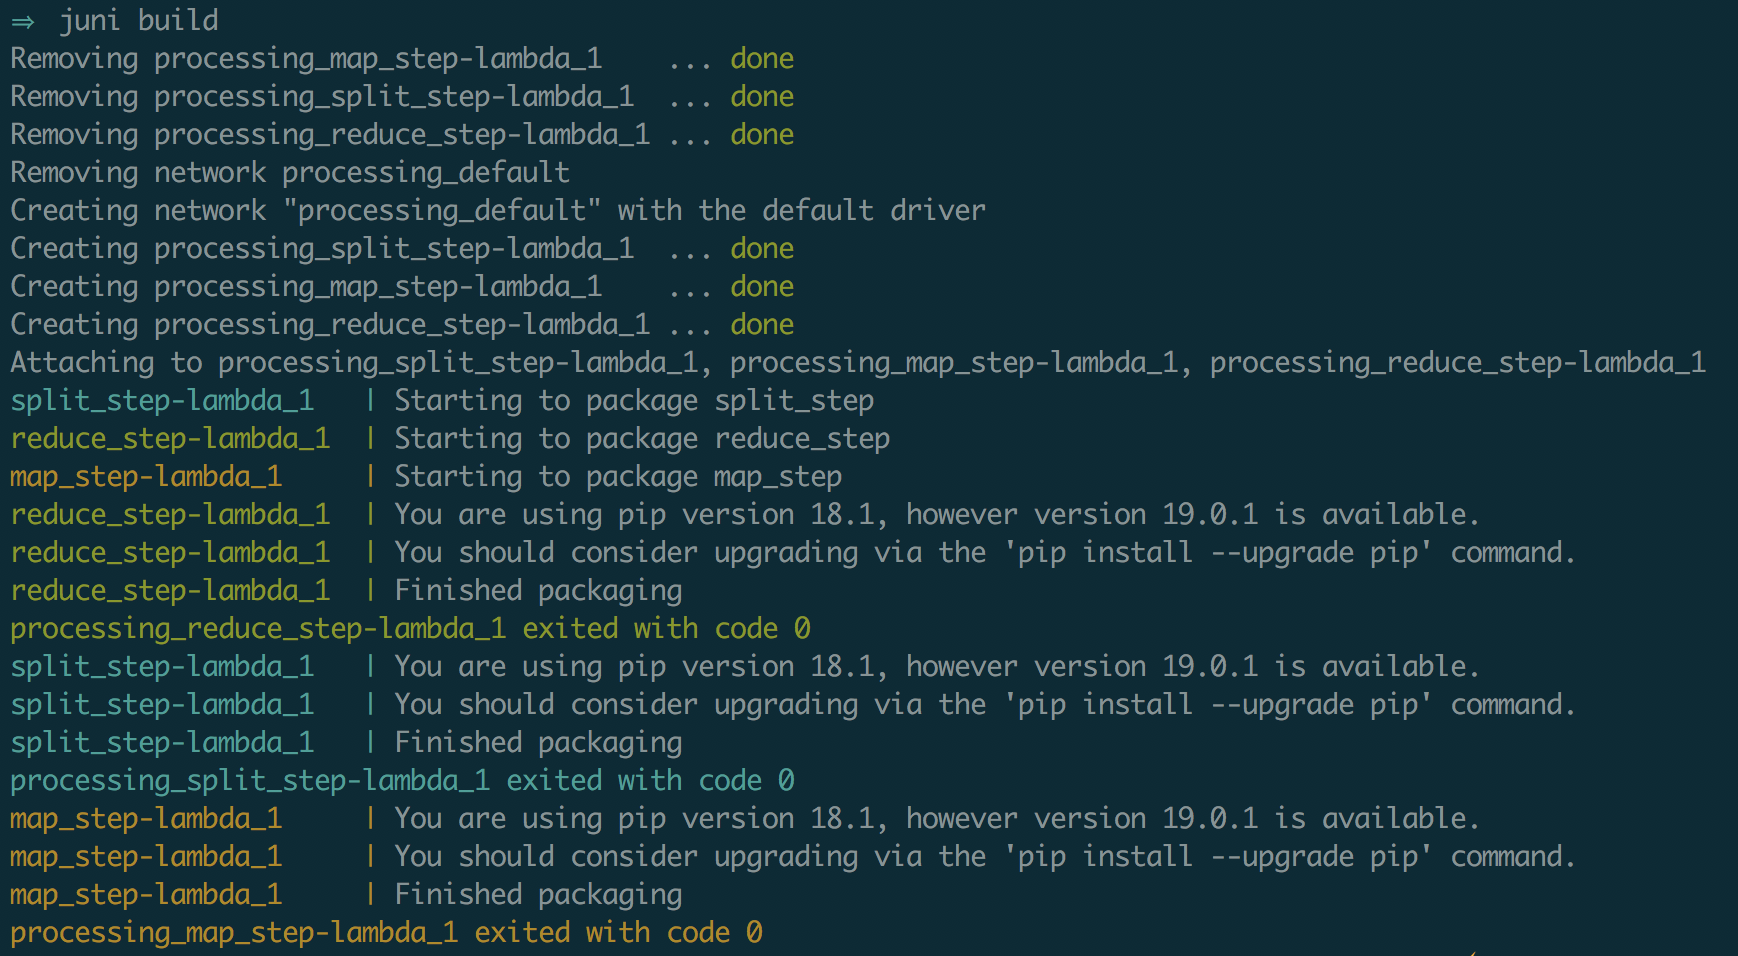 ⇒ juni build
Removing processing_map_step-lambda_1    ... done
Removing processing_split_step-lambda_1  ... done
Removing processing_reduce_step-lambda_1 ... done
Removing network processing_default
Creating network "processing_default" with the default driver
Creating processing_split_step-lambda_1  ... done
Creating processing_map_step-lambda_1    ... done
Creating processing_reduce_step-lambda_1 ... done
Attaching to processing_split_step-lambda_1, processing_map_step-lambda_1, processing_reduce_step-lambda_1
split_step-lambda_1   | Starting to package split_step
reduce_step-lambda_1  | Starting to package reduce_step
map_step-lambda_1     | Starting to package map_step
reduce_step-lambda_1  | You are using pip version 18.1, however version 19.0.1 is available.
reduce_step-lambda_1  | You should consider upgrading via the 'pip install --upgrade pip' command.
reduce_step-lambda_1  | Finished packaging
processing_reduce_step-lambda_1 exited with code 0
split_step-lambda_1   | You are using pip version 18.1, however version 19.0.1 is available.
split_step-lambda_1   | You should consider upgrading via the 'pip install --upgrade pip' command.
split_step-lambda_1   | Finished packaging
processing_split_step-lambda_1 exited with code 0
map_step-lambda_1     | You are using pip version 18.1, however version 19.0.1 is available.
map_step-lambda_1     | You should consider upgrading via the 'pip install --upgrade pip' command.
map_step-lambda_1     | Finished packaging
processing_map_step-lambda_1 exited with code 0